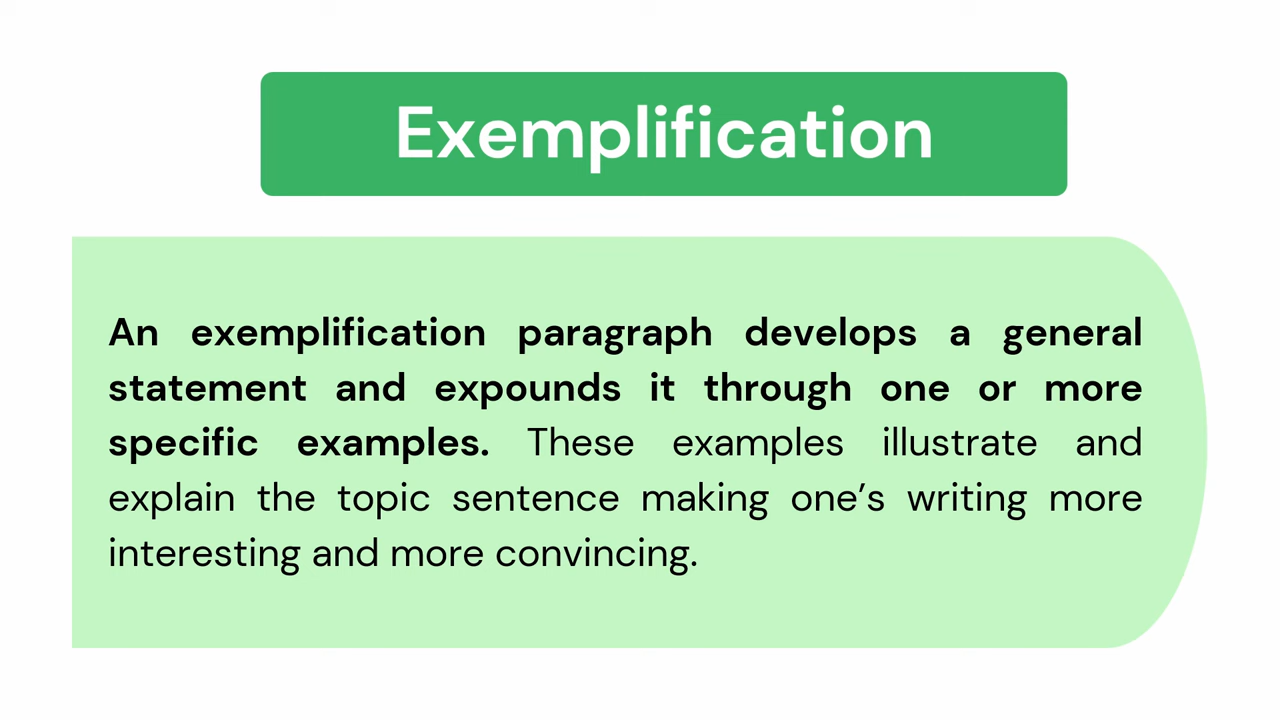 Exemplification
An exemplification paragraph develops a general
statement and expounds it through one or more
specific examples. These examples illustrate and
explain the topic sentence making one’s writing more
interesting and more convincing.